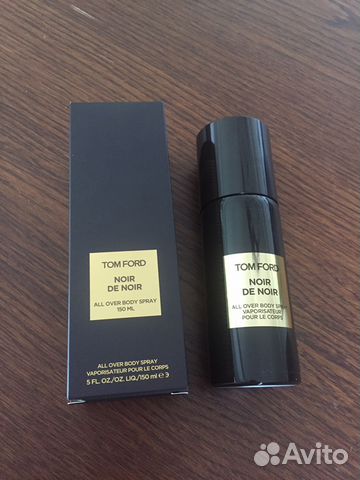 TOM FORD
NOIR
DE NOIR
ALL OVER BODY SPRAY
150 ML
ALL OVER BODY SPRAY
VAPORISATEUR POUR LE CORPS
5 FL. OZ./OZ. LIQ./150 ml ℮ Э
TOM FORD
NOIR
DE NOIR
ALL OVER BODY SPRAY
VAPORISATEUR
POUR LE CORPS
Avito